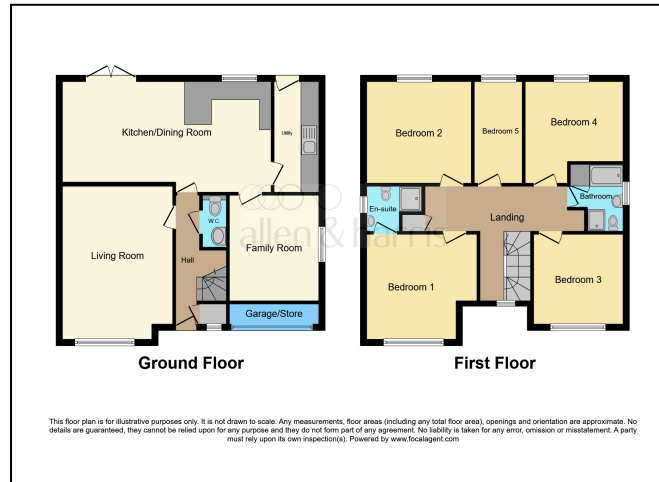 Kitchen/Dining Room
Utility
Living Room
W.C.
Hall
Family Room
Garage/Store
Ground Floor
Bedroom 2
Bedroom 5
Bedroom 4
En-suite
Bathroom
Landing
Bedroom 1
Bedroom 3
First Floor
allen & harris
This floor plan is for illustrative purposes only. It is not drawn to scale. Any measurements, floor areas (including any total floor area), openings and orientation are approximate. No
details are guaranteed, they cannot be relied upon for any purpose and they do not form part of any agreement. No liability is taken for any error, omission or misstatement. A party
must rely upon its own inspection(s). Powered by www.focalagent.com